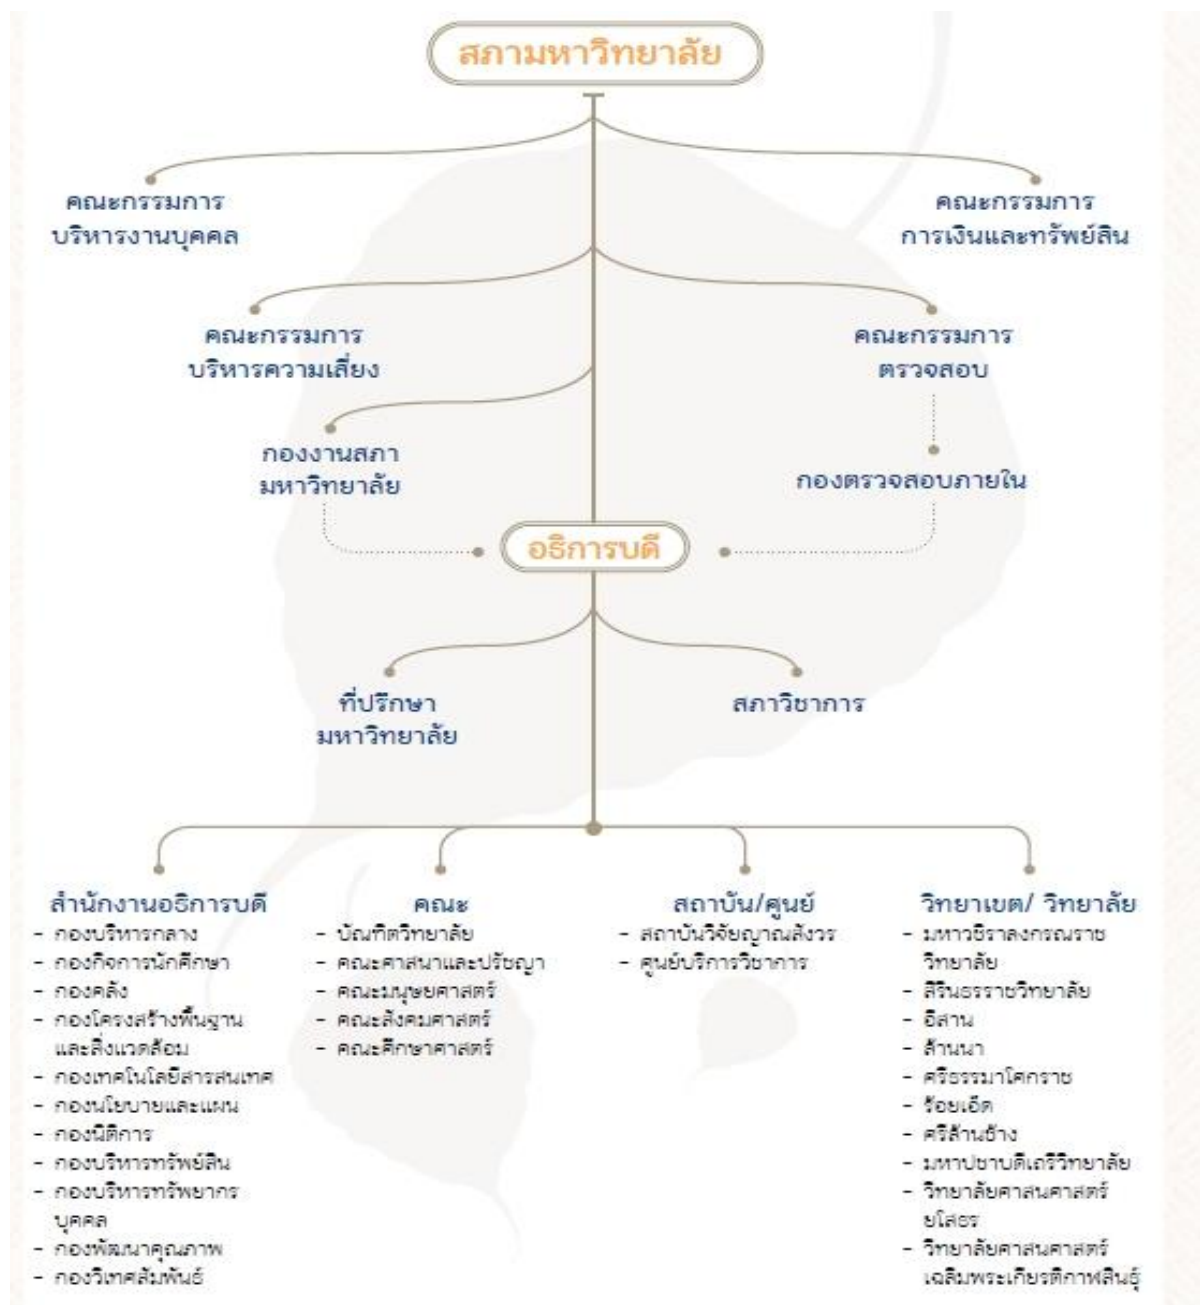 สภามหาวิทยาลัย
คณะกรรมการ
บริหารงานบุคคล
คณะกรรมการ
การเงินและทรัพย์สิน
คณะกรรมการ
บริหารความเสี่ยง
คณะกรรมการ
ตรวจสอบ
กองงานสภา
มหาวิทยาลัย
กองตรวจสอบภายใน
อธิการบดี
ที่ปรึกษา
มหาวิทยาลัย
สภาวิชาการ
สำนักงานอธิการบดี
- กองบริหารกลาง
- กองกิจการนักศึกษา
- กองคลัง
- กองโครงสร้างพื้นฐาน
และสิ่งแวดล้อม
- กองเทคโนโลยีสารสนเทศ
- กองนโยบายและแผน
- กองนิติการ
- กองบริหารทรัพย์สิน
- กองบริหารทรัพยากร
บุคคล
- กองพัฒนาคุณภาพ
- กองวิเทศสัมพันธ์
คณะ
- บัณฑิตวิทยาลัย
- คณะศาสนาและปรัชญา
- คณะมนุษยศาสตร์
- คณะสังคมศาสตร์
- คณะศึกษาศาสตร์
สถาบัน/ศูนย์
- สถาบันวิจัยญาณสังวร
- ศูนย์บริการวิชาการ
วิทยาเขต/ วิทยาลัย
- มหาวชิราลงกรณราช
วิทยาลัย
- สิรินธรราชวิทยาลัย
- อีสาน
- ล้านนา
- ศรีธรรมาโศกราช
- ร้อยเอ็ด
- ศรีล้านช้าง
- มหาปชาบดีเถรีวิทยาลัย
- วิทยาลัยศาสนศาสตร์
ยโสธร
- วิทยาลัยศาสนศาสตร์
เฉลิมพระเกียรติกาฬสินธุ์